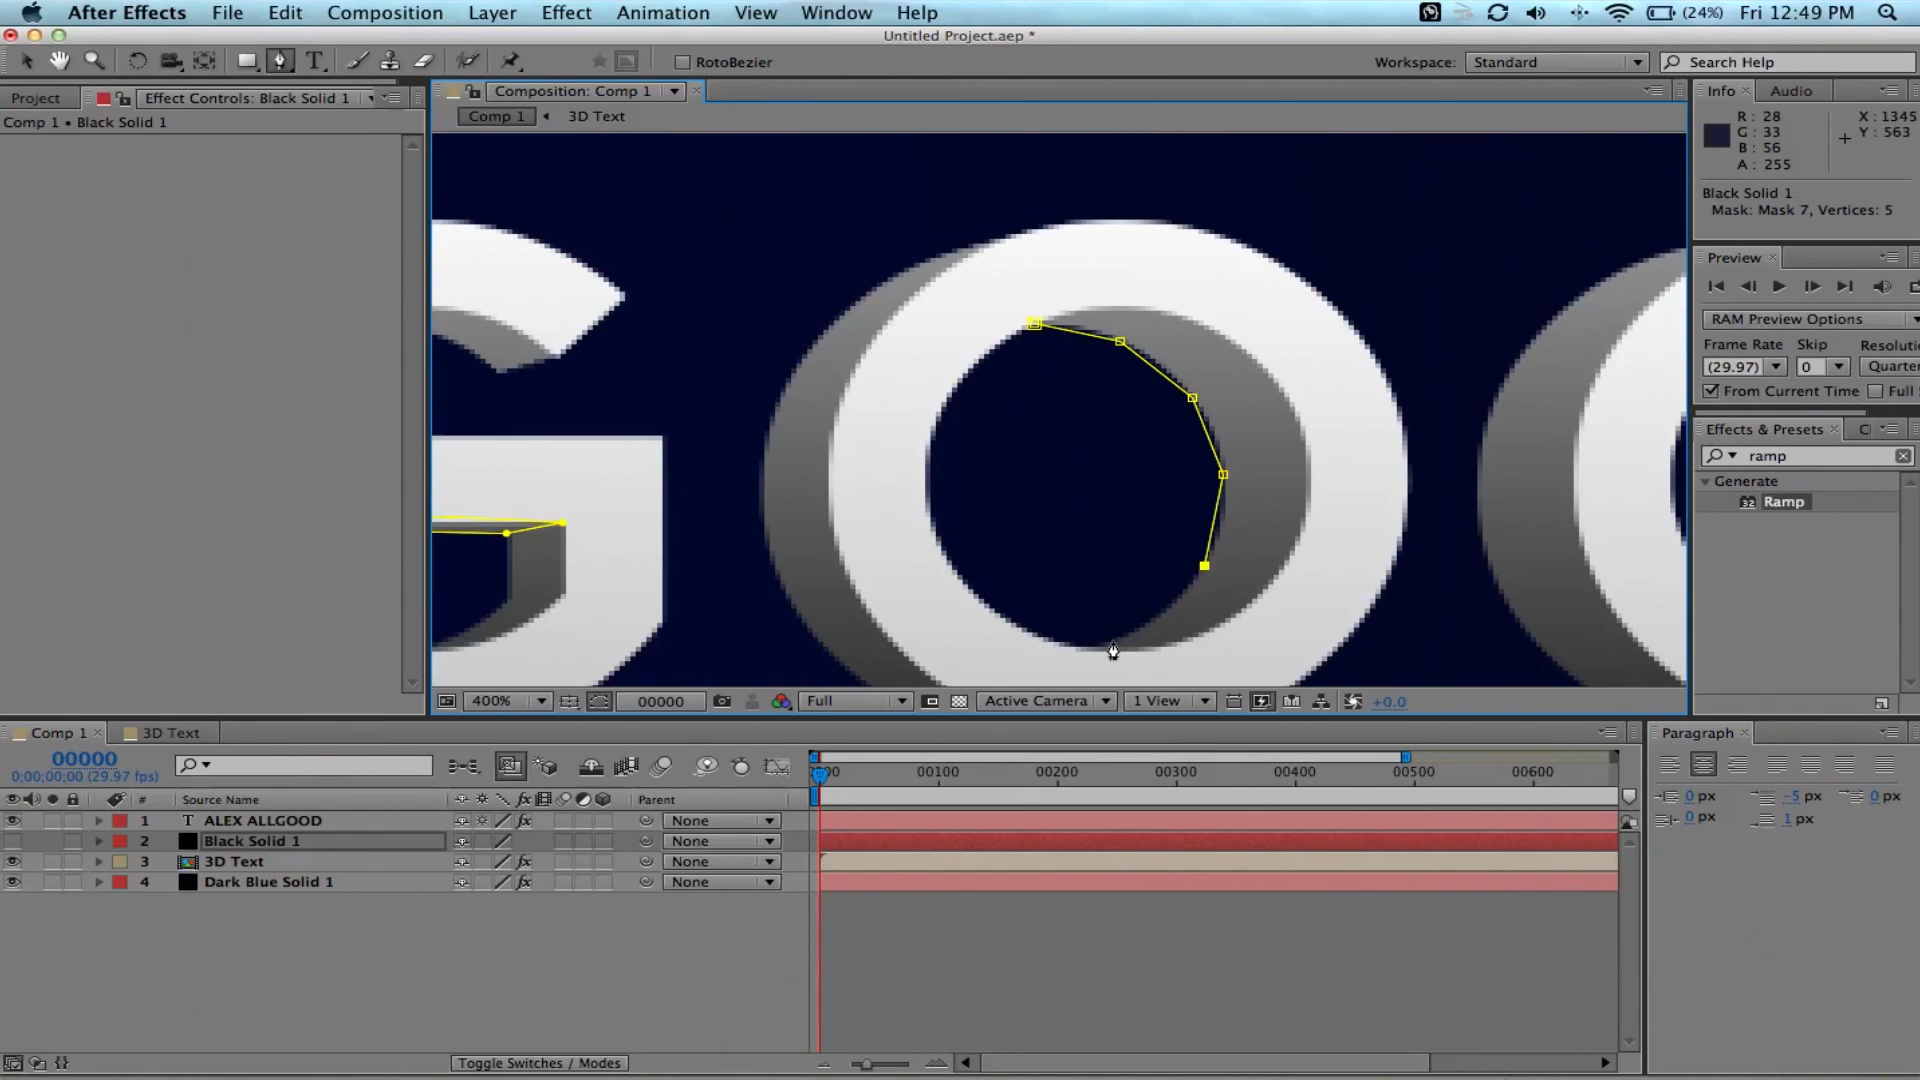 After Effects File Edit Composition Layer Effect Animation View Window Help (24%) Fri 12:49 PM
Untitled Project.aep *
RotoBezier Workspace: Standard Search Help
Project Effect Controls: Black Solid 1 Composition: Comp 1 Info Audio
Comp 1 • Black Solid 1
Comp 1 3D Text
R: 28
G: 33
B: 56
A: 255
X: 1345
Y: 563
Black Solid 1
Mask: Mask 7, Vertices: 5
Preview
RAM Preview Options
Frame Rate Skip
(29.97) 0 Quarter
From Current Time Full
Effects & Presets
ramp
Generate
32 Ramp
GO
400% 00000 Full Active Camera 1 View +0.0
Comp 1 3D Text Paragraph
00000
0;00;00;00 (29.97 fps)
00100 00200 00300 00400 00500 00600
# Source Name fx Parent
0 px -5 px 0 px
0 px 1 px
1 T ALEX ALLGOOD fx None
2 Black Solid 1 None
3 3D Text fx None
4 Dark Blue Solid 1 fx None
Toggle Switches / Modes